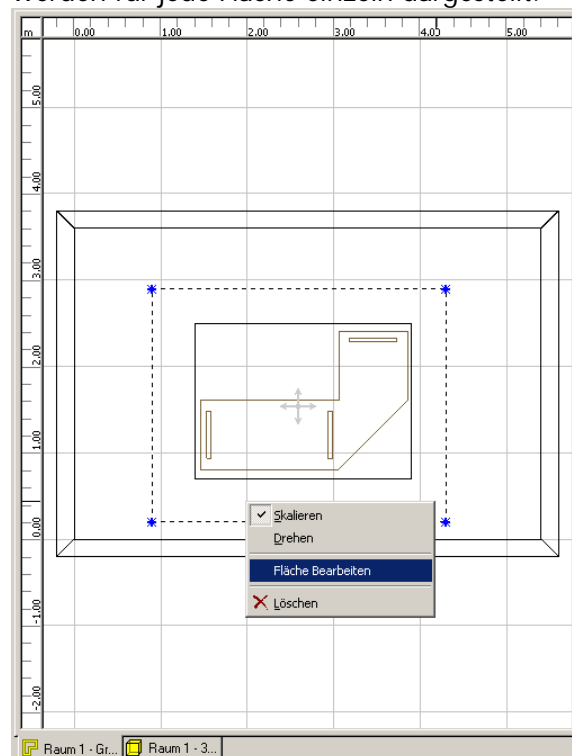 werden für jede Fläche einzeln dargestellt.
m 0.00 1.00 2.00 3.00 4.00 5.00
5.00
4.00
3.00
2.00
1.00
0.00
-1.00
-2.00
Skalieren
Drehen
Fläche Bearbeiten
Löschen
Raum 1 - Gr... Raum 1 - 3...